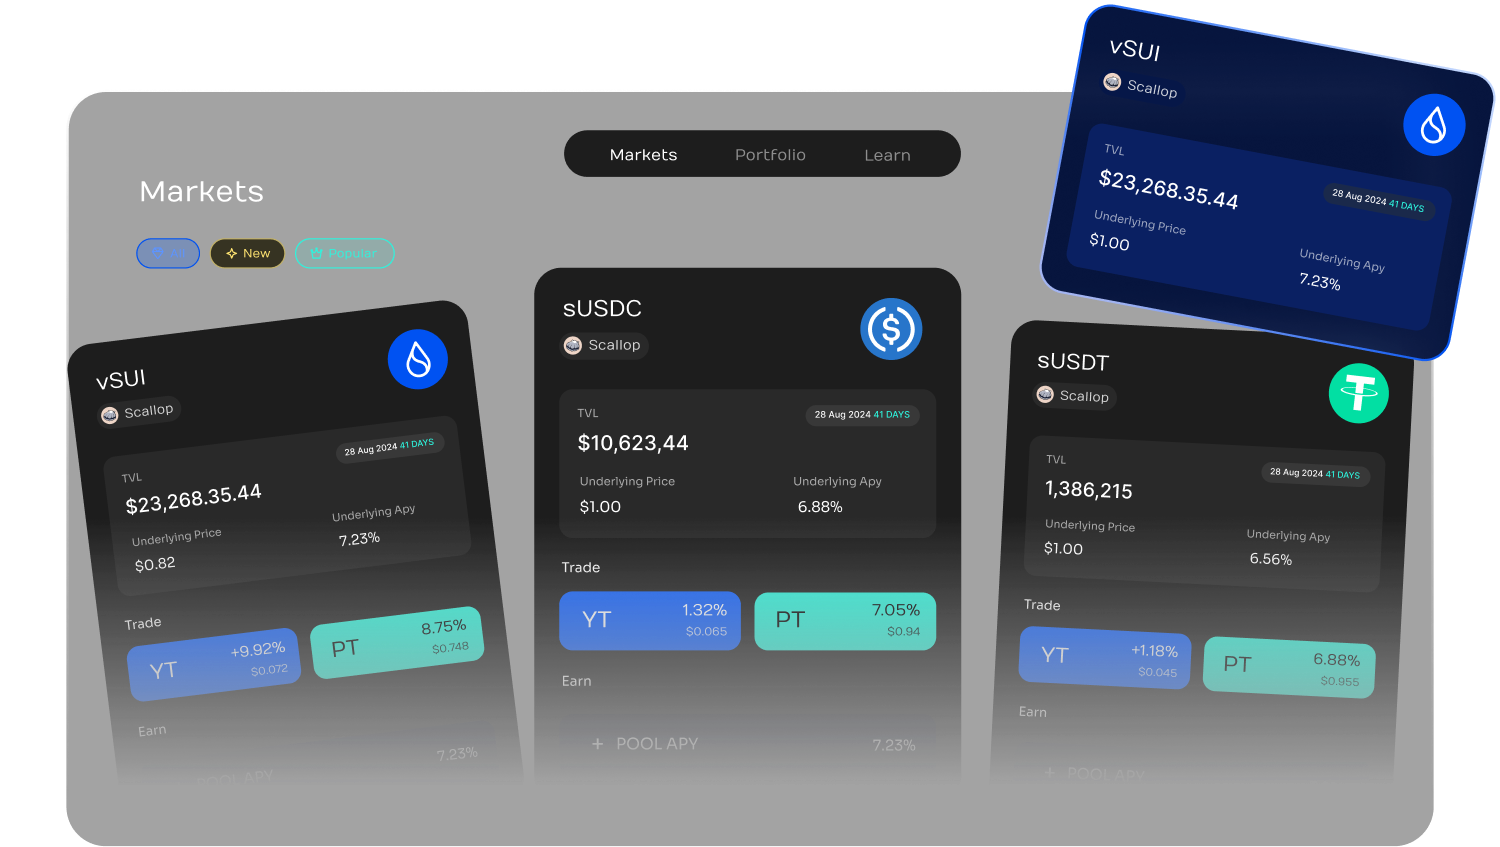 Markets Portfolio Learn
Markets
New
Popular
vSUI
Scallop
TVL
$23,268.35.44
28 Aug 2024 41 DAYS
Underlying Price
$1.00
Underlying Apy
7.23%
vSUI
Scallop
28 Aug 2024 41 DAYS
TVL
$23,268.35.44
Underlying Price
$0.82
Underlying Apy
7.23%
Trade
YT +9.92%
$0.072
PT 8.75%
$0.748
Earn
POOL APY 7.23%
sUSDC
Scallop
TVL
28 Aug 2024 41 DAYS
$10,623,44
Underlying Price Underlying Apy
$1.00 6.88%
Trade
YT 1.32%
$0.065
PT 7.05%
$0.94
Earn
+ POOL APY 7.23%
sUSDT
Scallop
TVL
28 Aug 2024 41 DAYS
1,386,215
Underlying Price Underlying Apy
$1.00 6.56%
Trade
YT +1.18%
$0.045
PT 6.88%
$0.955
Earn
+ POOL APY